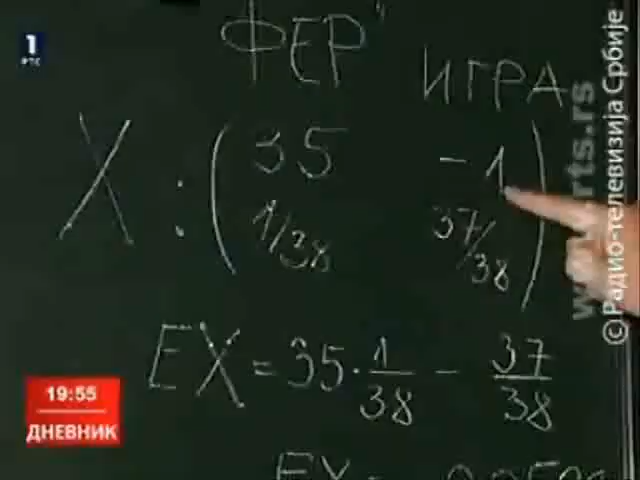 1
РТС
ФЕР"
ИГРА
X : ( 35 -1 )
1/38 37/38
EX = 35 · 1/38 - 37/38
EX
19:55
ДНЕВНИК
www.rts.rs
© Радио-телевизија Србије